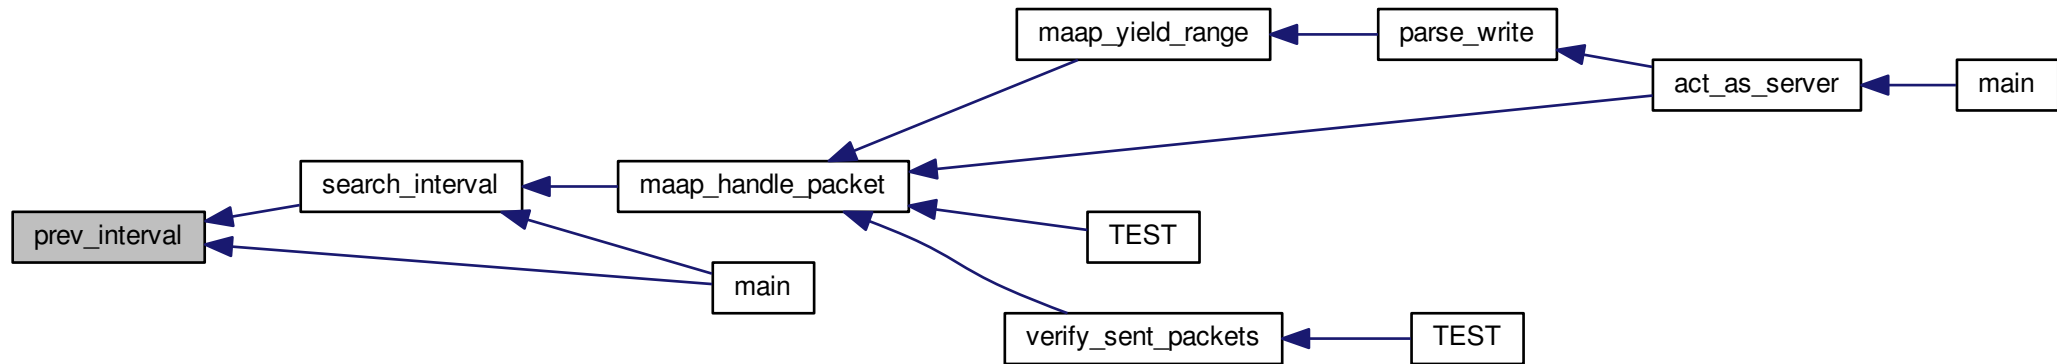 maap_yield_range
parse_write
act_as_server
main
search_interval
maap_handle_packet
prev_interval
TEST
main
verify_sent_packets
TEST